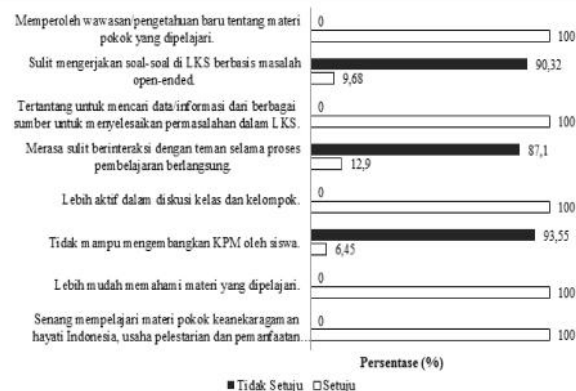 Memperoleh wawasan/pengetahuan baru tentang materi
pokok yang dipelajari.
0
100
Sulit mengerjakan soal-soal di LKS berbasis masalah
open-ended.
90,32
9,68
Tertantang untuk mencari data/informasi dari berbagai
sumber untuk menyelesaikan permasalahan dalam LKS.
0
100
Merasa sulit berinteraksi dengan teman selama proses
pembelajaran berlangsung.
87,1
12,9
Lebih aktif dalam diskusi kelas dan kelompok.
0
100
Tidak mampu mengembangkan KPM oleh siswa.
93,55
6,45
Lebih mudah memahami materi yang dipelajari.
0
100
Senang mempelajari materi pokok keanekaragaman
hayati Indonesia, usaha pelestarian dan pemanfaatan...
0
100
Persentase (%)
Tidak Setuju Setuju